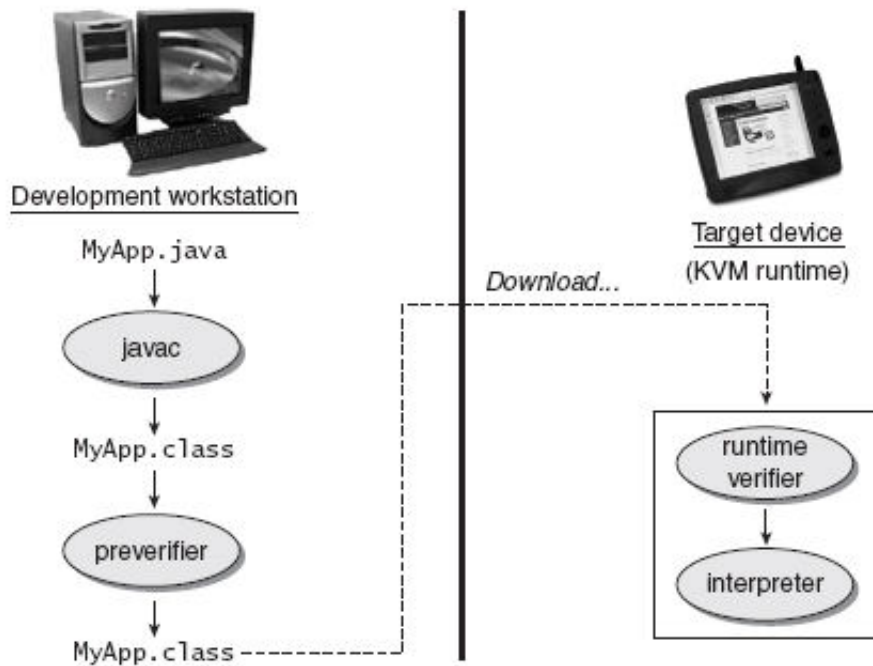 Development workstation
MyApp.java
javac
MyApp.class
preverifier
MyApp.class
Download...
Target device
(KVM runtime)
runtime
verifier
interpreter